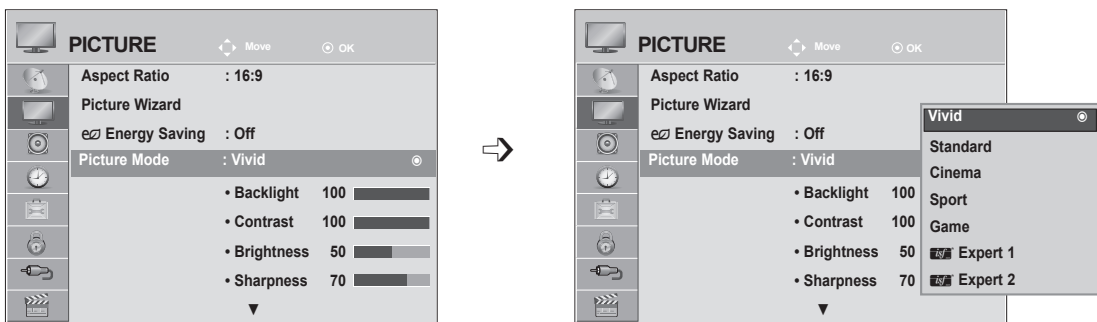 PICTURE Move OK
Aspect Ratio : 16:9
Picture Wizard
Energy Saving : Off
Picture Mode : Vivid
• Backlight 100
• Contrast 100
• Brightness 50
• Sharpness 70
PICTURE Move OK
Aspect Ratio : 16:9
Picture Wizard
Energy Saving : Off
Picture Mode : Vivid
• Backlight 100
• Contrast 100
• Brightness 50
• Sharpness 70
Vivid
Standard
Cinema
Sport
Game
isf Expert 1
isf Expert 2